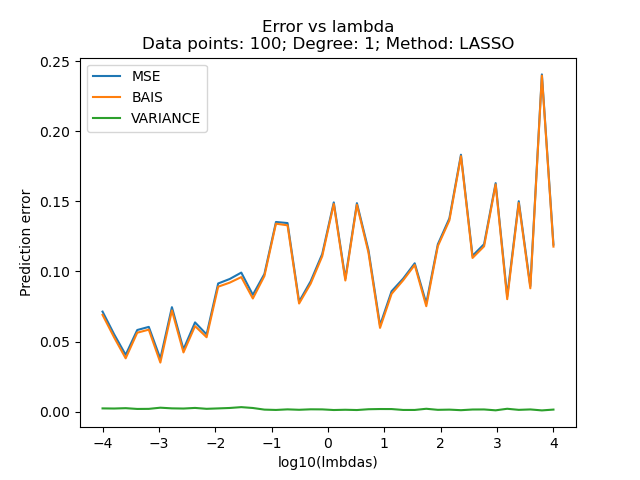 Error vs lambda
Data points: 100; Degree: 1; Method: LASSO
MSE
BAIS
VARIANCE
Prediction error
0.25
0.20
0.15
0.10
0.05
0.00
−4 −3 −2 −1 0 1 2 3 4
log10(lmbdas)